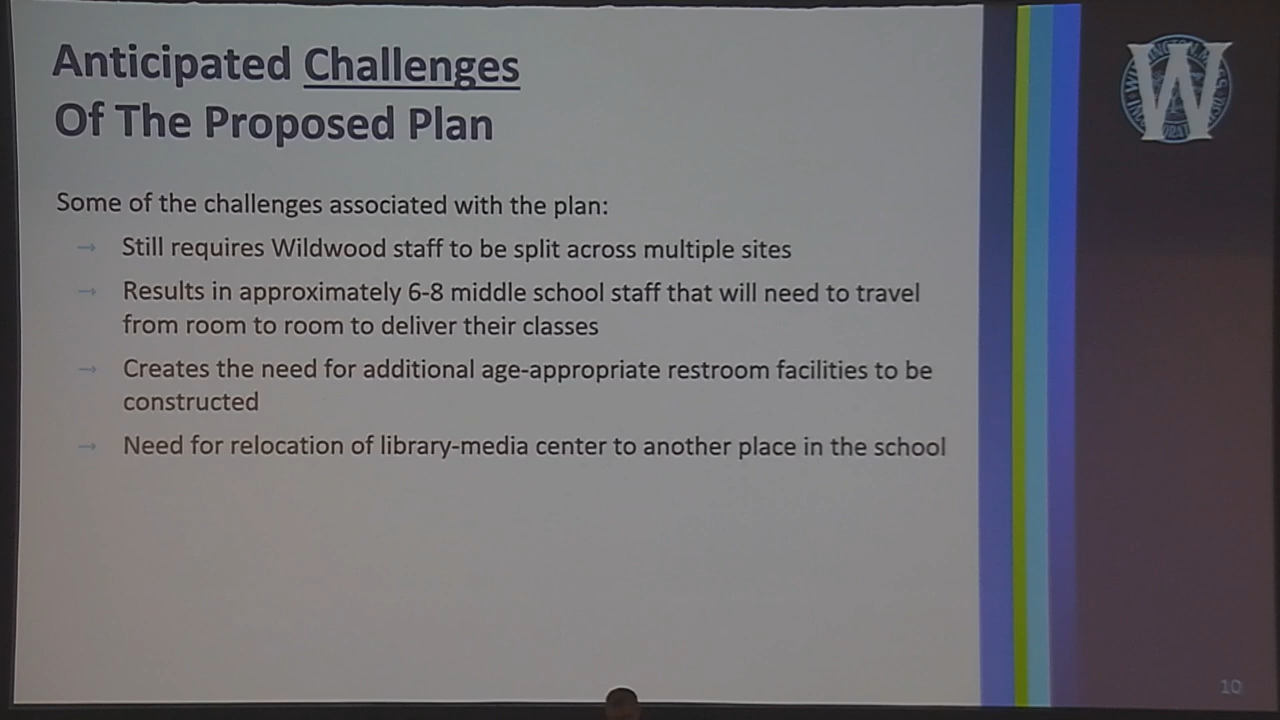 Anticipated Challenges
Of The Proposed Plan
W
Some of the challenges associated with the plan:
→ Still requires Wildwood staff to be split across multiple sites
→ Results in approximately 6-8 middle school staff that will need to travel
from room to room to deliver their classes
→ Creates the need for additional age-appropriate restroom facilities to be
constructed
→ Need for relocation of library-media center to another place in the school
10